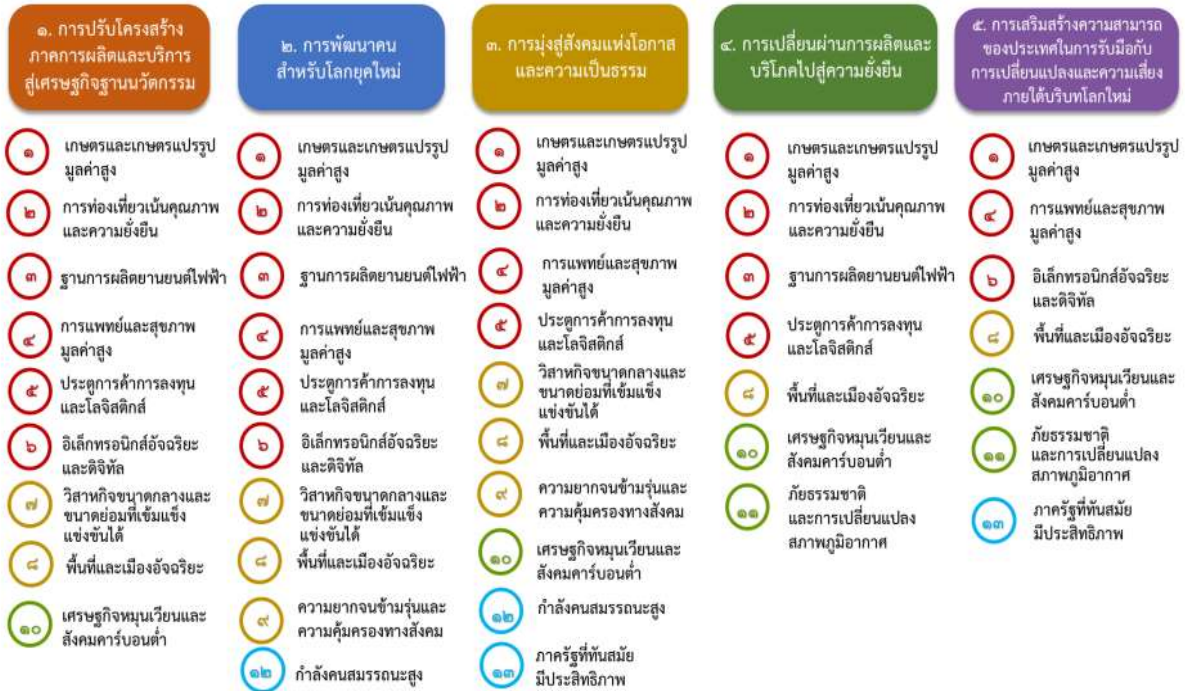 ๑. การปรับโครงสร้าง
ภาคการผลิตและบริการ
สู่เศรษฐกิจฐานนวัตกรรม
๑
เกษตรและเกษตรแปรรูป
มูลค่าสูง
๒
การท่องเที่ยวเน้นคุณภาพ
และความยั่งยืน
๓
ฐานการผลิตยานยนต์ไฟฟ้า
๔
การแพทย์และสุขภาพ
มูลค่าสูง
๕
ประตูการค้าการลงทุน
และโลจิสติกส์
๖
อิเล็กทรอนิกส์อัจฉริยะ
และดิจิทัล
๗
วิสาหกิจขนาดกลางและ
ขนาดย่อมที่เข้มแข็ง
แข่งขันได้
๘
พื้นที่และเมืองอัจฉริยะ
๑๐
เศรษฐกิจหมุนเวียนและ
สังคมคาร์บอนต่ำ
๒. การพัฒนาคน
สำหรับโลกยุคใหม่
๑
เกษตรและเกษตรแปรรูป
มูลค่าสูง
๒
การท่องเที่ยวเน้นคุณภาพ
และความยั่งยืน
๓
ฐานการผลิตยานยนต์ไฟฟ้า
๔
การแพทย์และสุขภาพ
มูลค่าสูง
๕
ประตูการค้าการลงทุน
และโลจิสติกส์
๖
อิเล็กทรอนิกส์อัจฉริยะ
และดิจิทัล
๗
วิสาหกิจขนาดกลางและ
ขนาดย่อมที่เข้มแข็ง
แข่งขันได้
๘
พื้นที่และเมืองอัจฉริยะ
๙
ความยากจนข้ามรุ่นและ
ความคุ้มครองทางสังคม
๑๒
กำลังคนสมรรถนะสูง
๓. การมุ่งสู่สังคมแห่งโอกาส
และความเป็นธรรม
๑
เกษตรและเกษตรแปรรูป
มูลค่าสูง
๒
การท่องเที่ยวเน้นคุณภาพ
และความยั่งยืน
๔
การแพทย์และสุขภาพ
มูลค่าสูง
๕
ประตูการค้าการลงทุน
และโลจิสติกส์
๗
วิสาหกิจขนาดกลางและ
ขนาดย่อมที่เข้มแข็ง
แข่งขันได้
๘
พื้นที่และเมืองอัจฉริยะ
๙
ความยากจนข้ามรุ่นและ
ความคุ้มครองทางสังคม
๑๐
เศรษฐกิจหมุนเวียนและ
สังคมคาร์บอนต่ำ
๑๒
กำลังคนสมรรถนะสูง
๑๓
ภาครัฐที่ทันสมัย
มีประสิทธิภาพ
๔. การเปลี่ยนผ่านการผลิตและ
บริโภคไปสู่ความยั่งยืน
๑
เกษตรและเกษตรแปรรูป
มูลค่าสูง
๒
การท่องเที่ยวเน้นคุณภาพ
และความยั่งยืน
๓
ฐานการผลิตยานยนต์ไฟฟ้า
๕
ประตูการค้าการลงทุน
และโลจิสติกส์
๘
พื้นที่และเมืองอัจฉริยะ
๑๐
เศรษฐกิจหมุนเวียนและ
สังคมคาร์บอนต่ำ
๑๑
ภัยธรรมชาติ
และการเปลี่ยนแปลง
สภาพภูมิอากาศ
๕. การเสริมสร้างความสามารถ
ของประเทศในการรับมือกับ
การเปลี่ยนแปลงและความเสี่ยง
ภายใต้บริบทโลกใหม่
๑
เกษตรและเกษตรแปรรูป
มูลค่าสูง
๔
การแพทย์และสุขภาพ
มูลค่าสูง
๖
อิเล็กทรอนิกส์อัจฉริยะ
และดิจิทัล
๘
พื้นที่และเมืองอัจฉริยะ
๑๐
เศรษฐกิจหมุนเวียนและ
สังคมคาร์บอนต่ำ
๑๑
ภัยธรรมชาติ
และการเปลี่ยนแปลง
สภาพภูมิอากาศ
๑๓
ภาครัฐที่ทันสมัย
มีประสิทธิภาพ